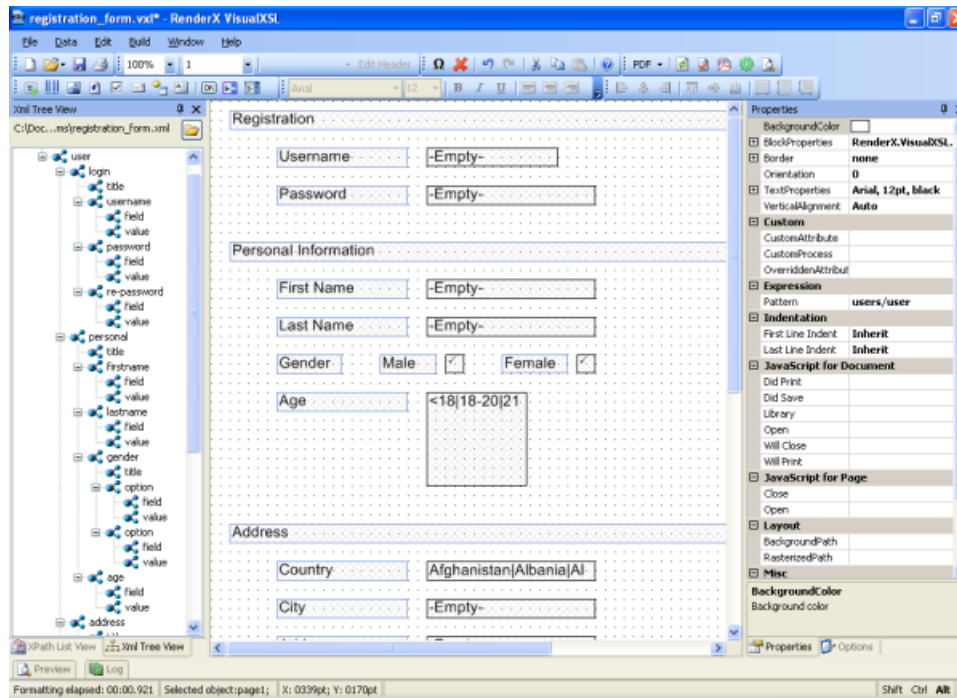 registration_form.vxl* - RenderX VisualXSL
File Data Edit Build Window Help
100% 1 Edit Header PDF
Arial 12 B I U
Xml Tree View
C:\Doc...ms\registration_form.xml
user
login
title
username
field
value
password
field
value
re-password
field
value
personal
title
firstname
field
value
lastname
field
value
gender
title
option
field
value
option
field
value
age
field
value
address
XPath List View Xml Tree View
Registration
Username -Empty-
Password -Empty-
Personal Information
First Name -Empty-
Last Name -Empty-
Gender Male Female
Age <18|18-20|21
Address
Country Afghanistan|Albania|Al
City -Empty-
Properties
BackgroundColor
BlockProperties RenderX.VisualXSL.
Border none
Orientation 0
TextProperties Arial, 12pt, black
VerticalAlignment Auto
Custom
CustomAttribute
CustomProcess
OverriddenAttribut
Expression
Pattern users/user
Indentation
First Line Indent Inherit
Last Line Indent Inherit
JavaScript for Document
Did Print
Did Save
Library
Open
Will Close
Will Print
JavaScript for Page
Close
Open
Layout
BackgroundPath
RasterizedPath
Misc
BackgroundColor
Background color
Properties Options
Preview Log
Formatting elapsed: 00:00.921 Selected object:page1; X: 0339pt; Y: 0170pt Shift Ctrl Alt